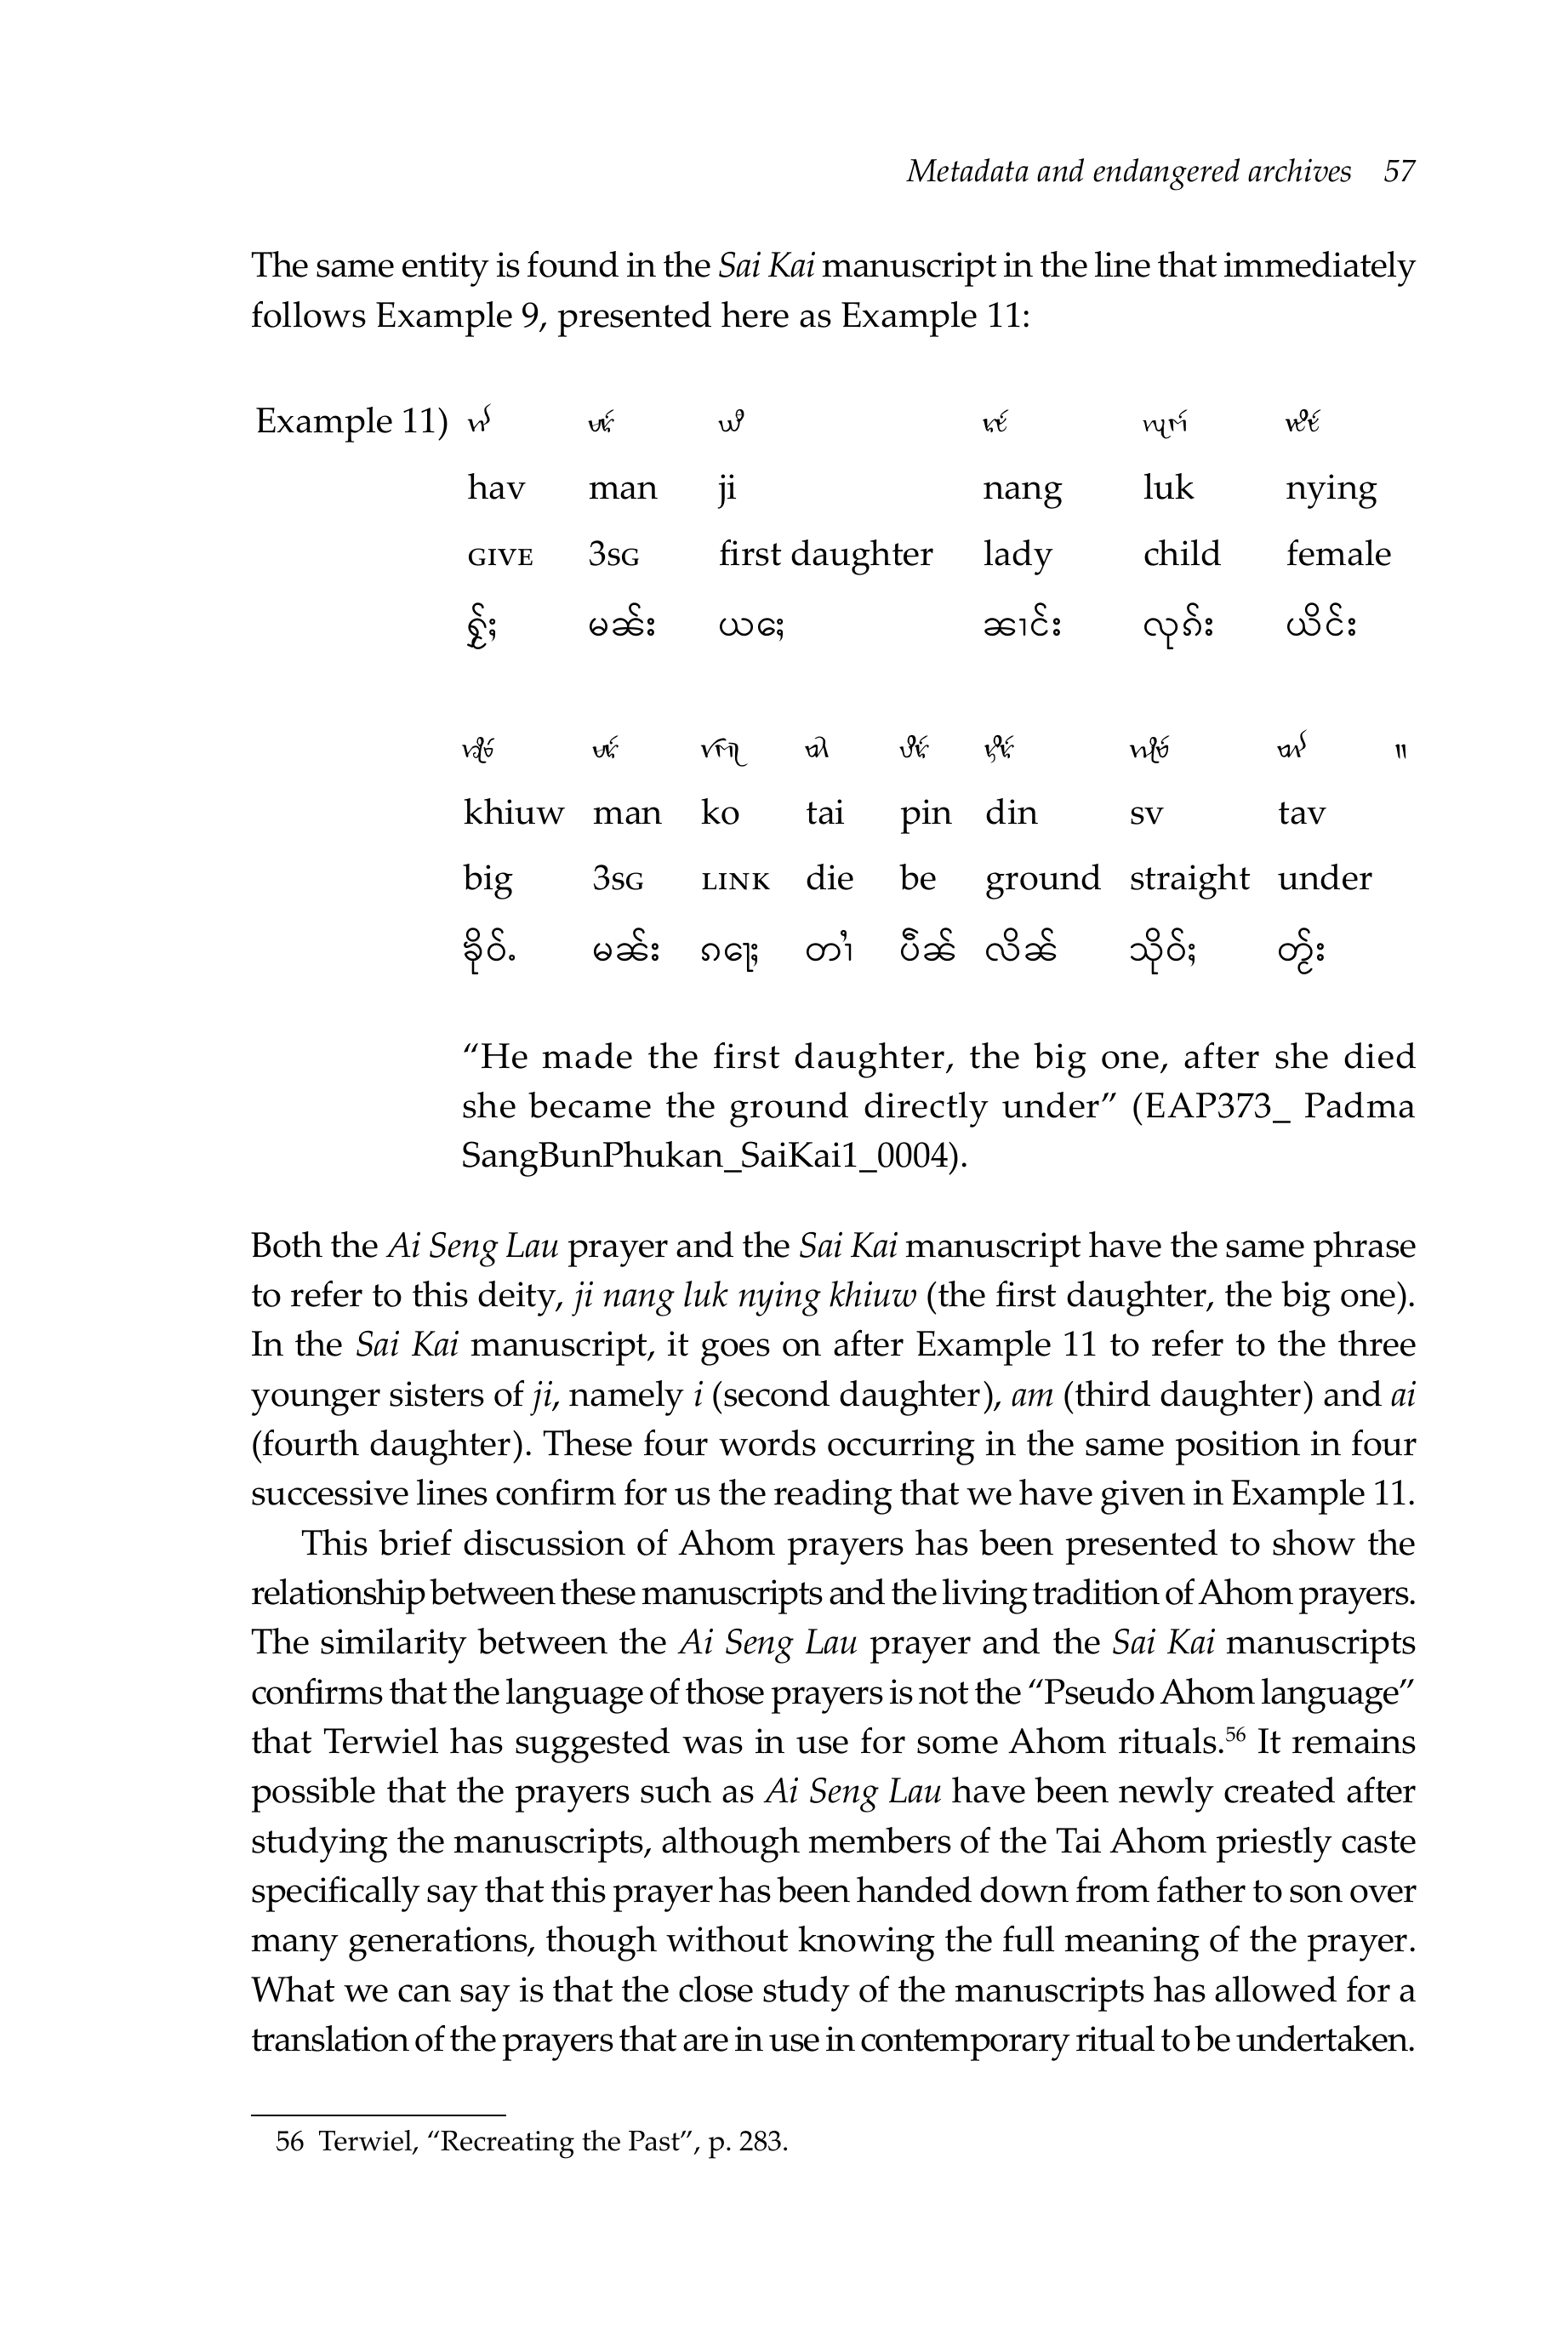 Metadata and endangered archives 57
The same entity is found in the Sai Kai manuscript in the line that immediately
follows Example 9, presented here as Example 11:
Example 11)
hav man ji nang luk nying
GIVE 3SG first daughter lady child female
မၼ်း ယႄႈ ၼၢင်း လုၵ်း ယိင်း
khiuw man ko tai pin din sv tav
big 3SG LINK die be ground straight under
ၶိုဝ်ႉ မၼ်း ပဵၼ် လိၼ် သိုဝ်ႈ တႂ်း
“He made the first daughter, the big one, after she died
she became the ground directly under” (EAP373_ Padma
SangBunPhukan_SaiKai1_0004).
Both the Ai Seng Lau prayer and the Sai Kai manuscript have the same phrase
to refer to this deity, ji nang luk nying khiuw (the first daughter, the big one).
In the Sai Kai manuscript, it goes on after Example 11 to refer to the three
younger sisters of ji, namely i (second daughter), am (third daughter) and ai
(fourth daughter). These four words occurring in the same position in four
successive lines confirm for us the reading that we have given in Example 11.
This brief discussion of Ahom prayers has been presented to show the
relationship between these manuscripts and the living tradition of Ahom prayers.
The similarity between the Ai Seng Lau prayer and the Sai Kai manuscripts
confirms that the language of those prayers is not the “Pseudo Ahom language”
that Terwiel has suggested was in use for some Ahom rituals.56 It remains
possible that the prayers such as Ai Seng Lau have been newly created after
studying the manuscripts, although members of the Tai Ahom priestly caste
specifically say that this prayer has been handed down from father to son over
many generations, though without knowing the full meaning of the prayer.
What we can say is that the close study of the manuscripts has allowed for a
translation of the prayers that are in use in contemporary ritual to be undertaken.
56 Terwiel, “Recreating the Past”, p. 283.